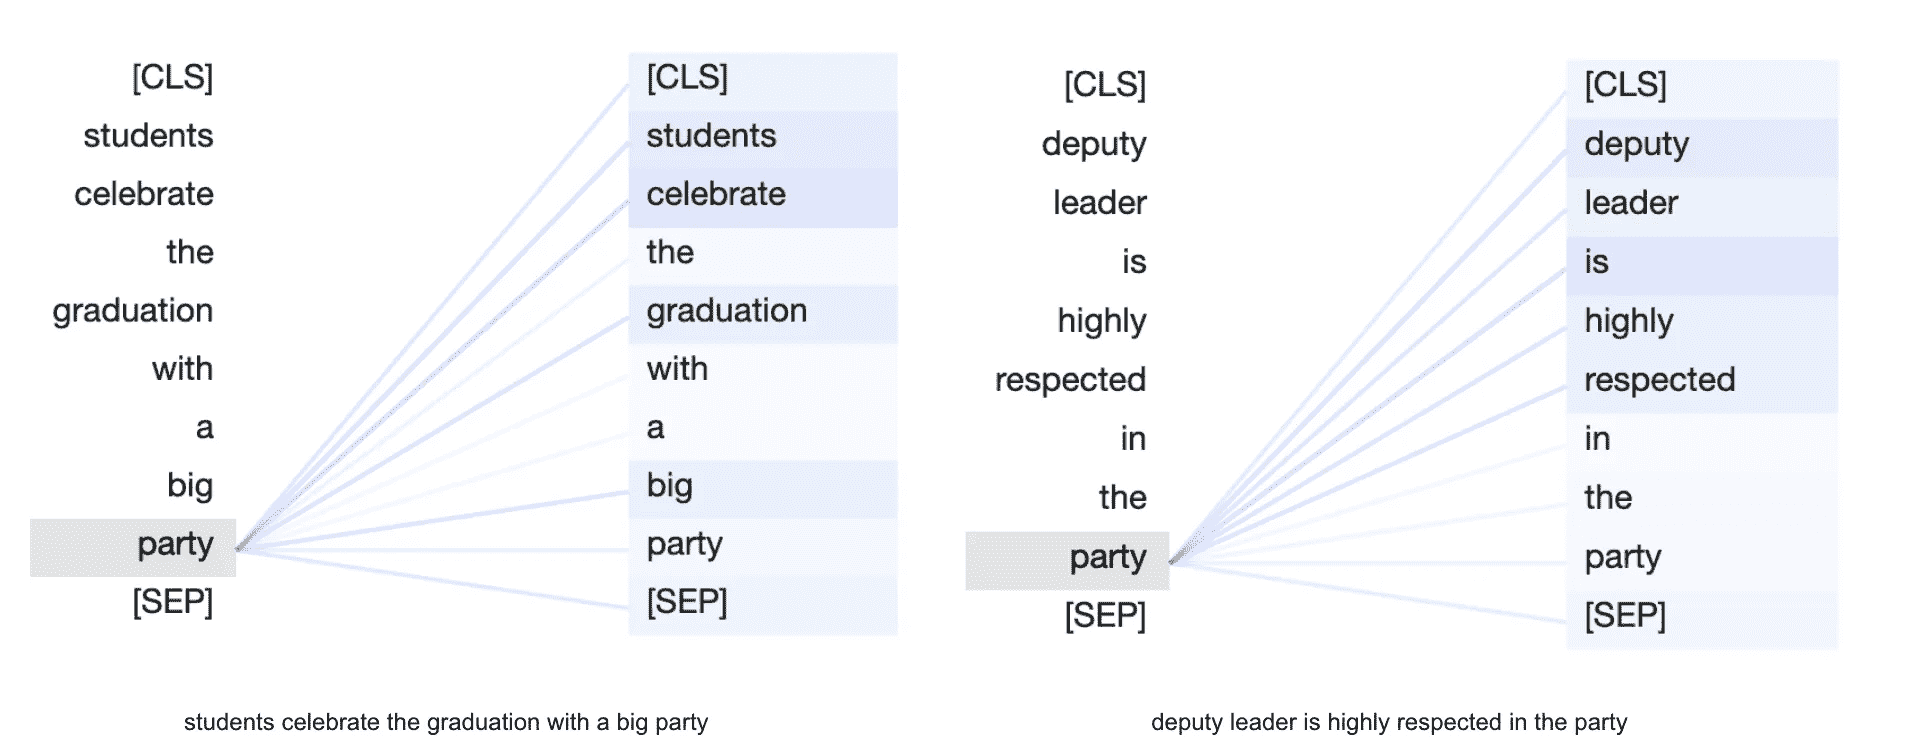 [CLS] [CLS]
students students
celebrate celebrate
the the
graduation graduation
with with
a a
big big
party party
[SEP] [SEP]
students celebrate the graduation with a big party
[CLS] [CLS]
deputy deputy
leader leader
is is
highly highly
respected respected
in in
the the
party party
[SEP] [SEP]
deputy leader is highly respected in the party